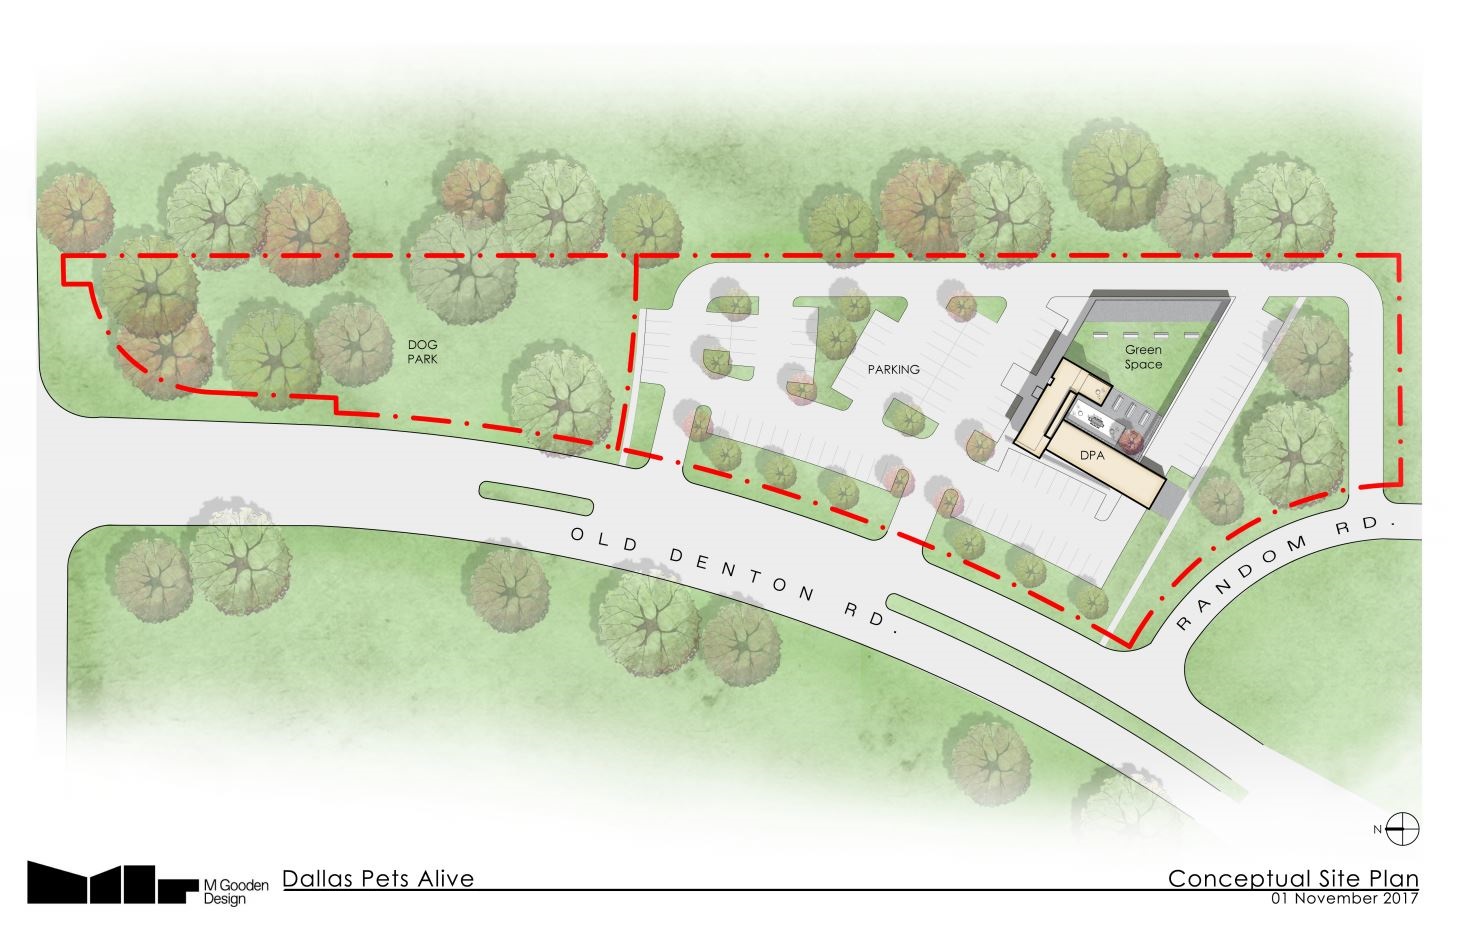 DOG
PARK
PARKING
Green
Space
DPA
OLD DENTON RD.
RANDOM RD.
N
M Gooden
Design
Dallas Pets Alive
Conceptual Site Plan
01 November 2017